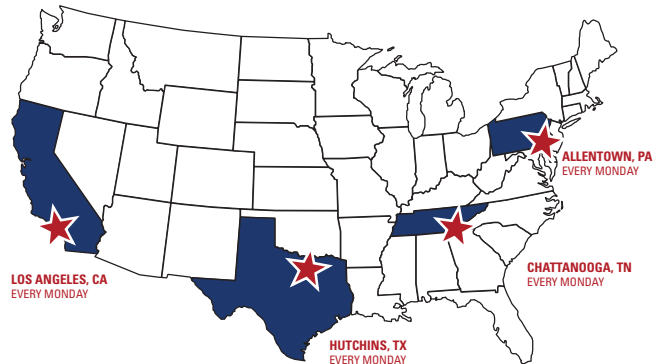 ALLENTOWN, PA
EVERY MONDAY
LOS ANGELES, CA
EVERY MONDAY
CHATTANOOGA, TN
EVERY MONDAY
HUTCHINS, TX
EVERY MONDAY